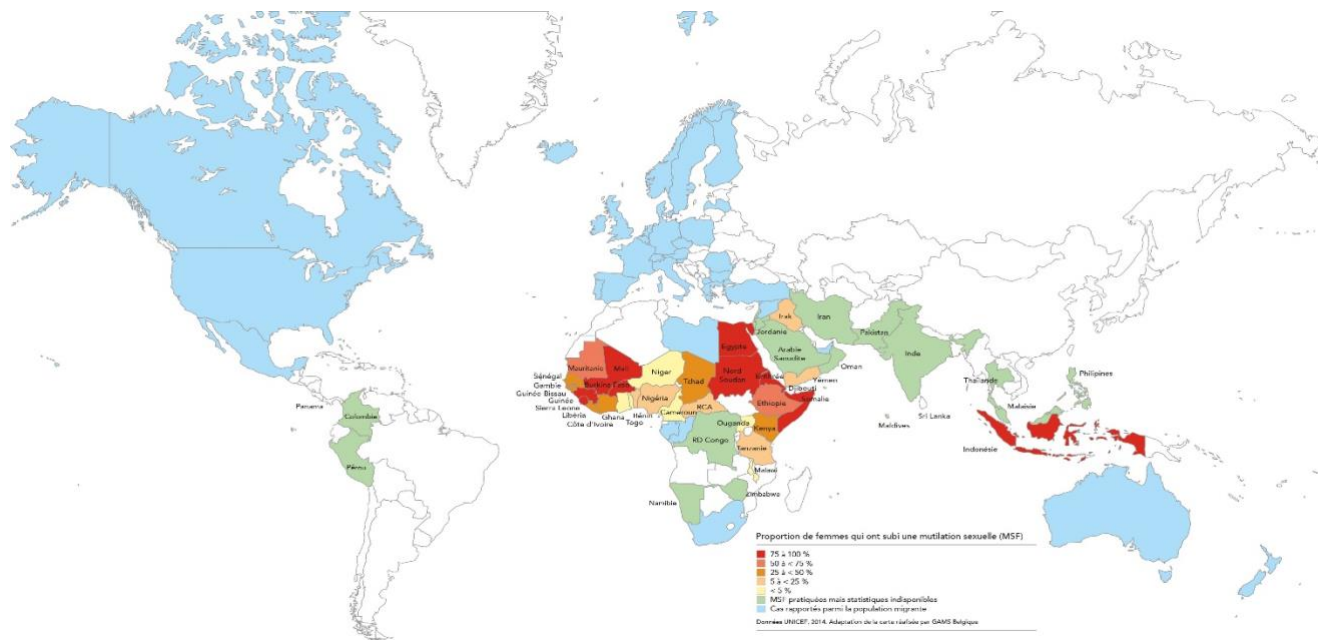 Irak
Iran
Jordanie
Pakistan
Egypte
Arabie
Saoudite
Inde
Oman
Mauritanie
Mali
Niger
Tchad
Nord
Soudan
Erithrée
Yémen
Thaïlande
Philipines
Sénégal
Gambie
Guinée Bissau
Guinée
Sierra Leone
Burkina Faso
Djibouti
Nigéria
Ethiopie
Somalie
Malaisie
Panama
Libéria
Côte d'Ivoire
Ghana
Togo
Bénin
Cameroun
RCA
Sri Lanka
Maldives
Colombie
Ouganda
Kenya
RD Congo
Indonésie
Tanzanie
Pérou
Malawi
Namibie
Zimbabwe
Proportion de femmes qui ont subi une mutilation sexuelle (MSF)
75 à 100 %
50 à < 75 %
25 à < 50 %
5 à < 25 %
< 5 %
MSF pratiquées mais statistiques indisponibles
Cas rapportés parmi la population migrante
Données UNICEF, 2014. Adaptation de la carte réalisée par GAMS Belgique